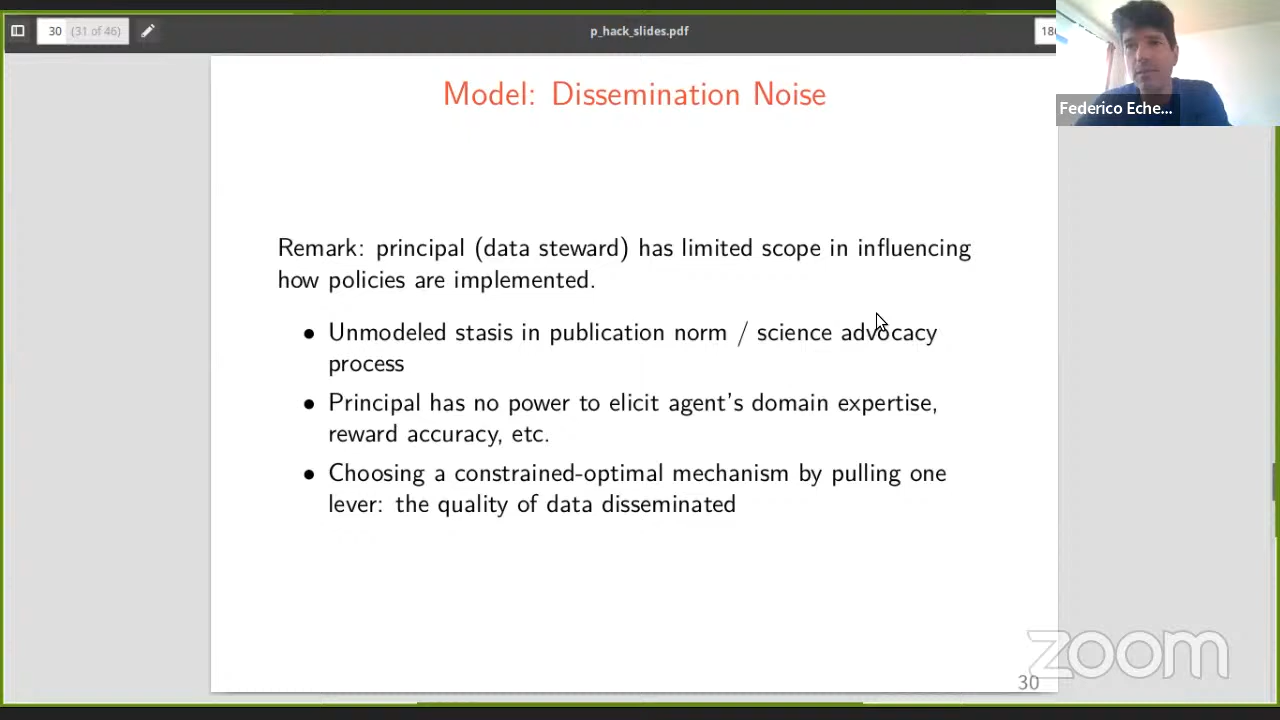 30 (31 of 46)
p_hack_slides.pdf
Federico Eche...
Model: Dissemination Noise
Remark: principal (data steward) has limited scope in influencing
how policies are implemented.
• Unmodeled stasis in publication norm / science advocacy
process
• Principal has no power to elicit agent's domain expertise,
reward accuracy, etc.
• Choosing a constrained-optimal mechanism by pulling one
lever: the quality of data disseminated
zoom
30